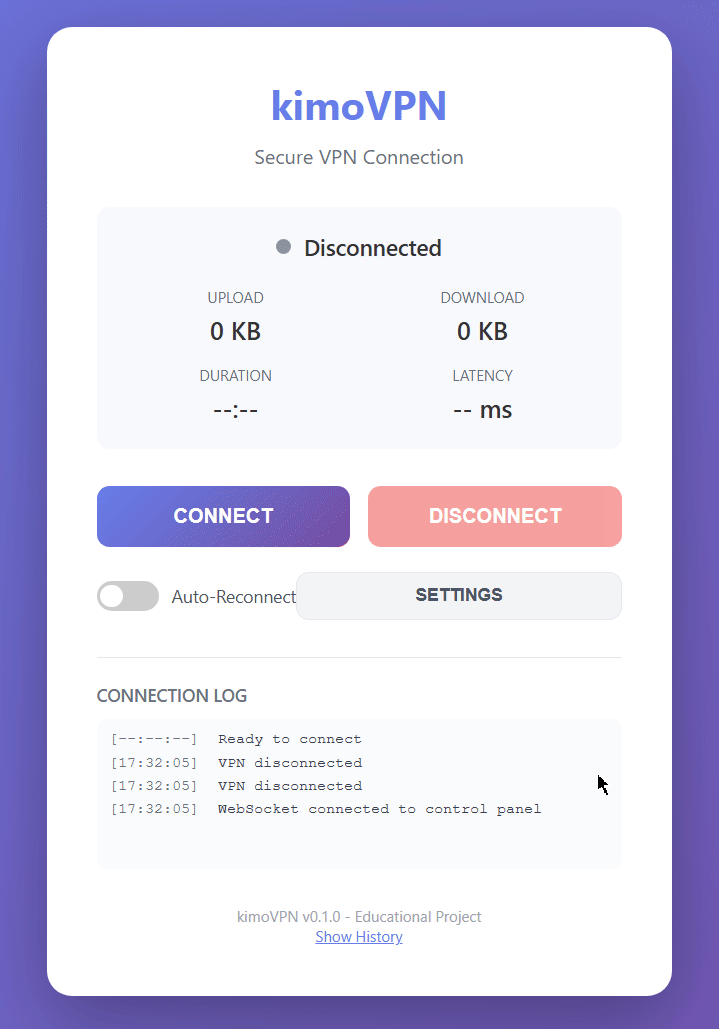 kimoVPN
Secure VPN Connection
Disconnected
UPLOAD
0 KB
DOWNLOAD
0 KB
DURATION
--:--
LATENCY
-- ms
CONNECT
DISCONNECT
Auto-Reconnect
SETTINGS
CONNECTION LOG
[--:--:--] Ready to connect
[17:32:05] VPN disconnected
[17:32:05] VPN disconnected
[17:32:05] WebSocket connected to control panel
kimoVPN v0.1.0 - Educational Project
Show History